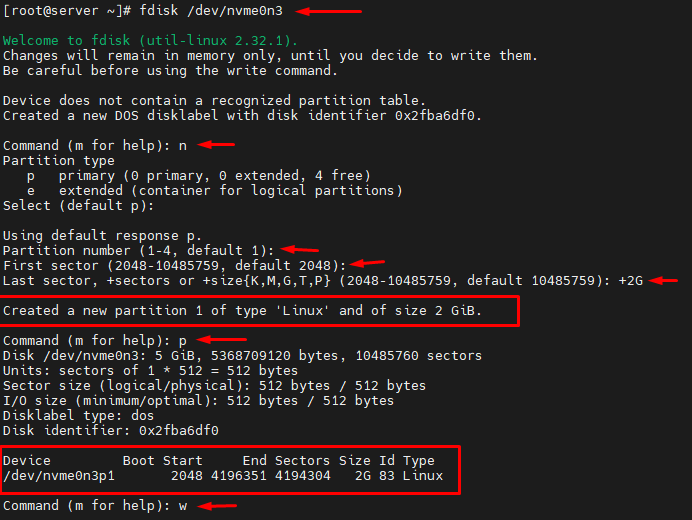 [root@server ~]# fdisk /dev/nvme0n3
Welcome to fdisk (util-linux 2.32.1).
Changes will remain in memory only, until you decide to write them.
Be careful before using the write command.
Device does not contain a recognized partition table.
Created a new DOS disklabel with disk identifier 0x2fba6df0.
Command (m for help): n
Partition type
   p   primary (0 primary, 0 extended, 4 free)
   e   extended (container for logical partitions)
Select (default p):
Using default response p.
Partition number (1-4, default 1):
First sector (2048-10485759, default 2048):
Last sector, +sectors or +size{K,M,G,T,P} (2048-10485759, default 10485759): +2G
Created a new partition 1 of type 'Linux' and of size 2 GiB.
Command (m for help): p
Disk /dev/nvme0n3: 5 GiB, 5368709120 bytes, 10485760 sectors
Units: sectors of 1 * 512 = 512 bytes
Sector size (logical/physical): 512 bytes / 512 bytes
I/O size (minimum/optimal): 512 bytes / 512 bytes
Disklabel type: dos
Disk identifier: 0x2fba6df0
Device         Boot Start     End Sectors Size Id Type
/dev/nvme0n3p1       2048 4196351 4194304   2G 83 Linux
Command (m for help): w